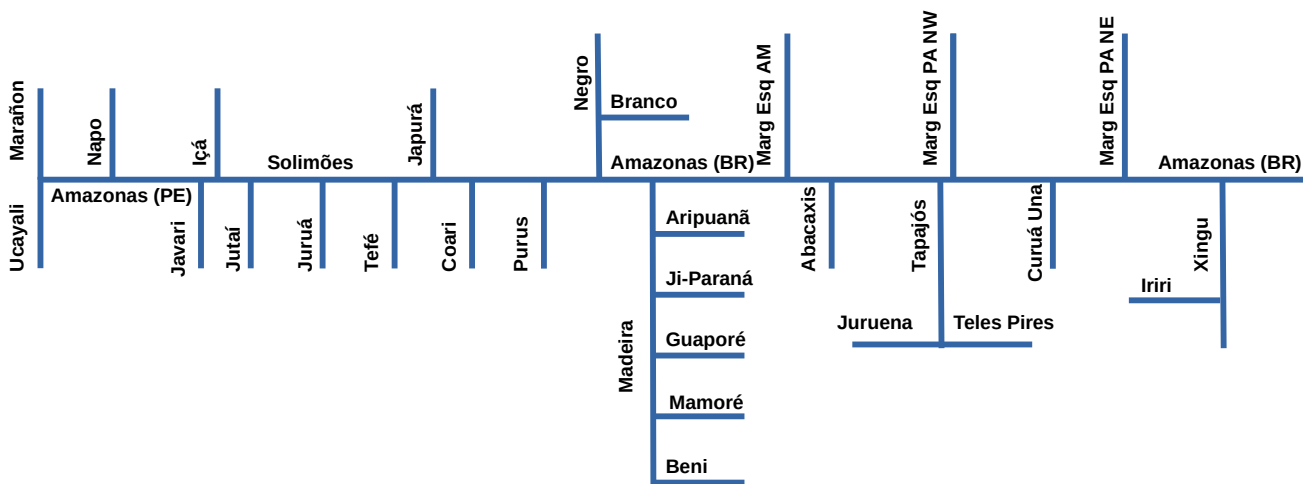 Marañon
Napo
Içá
Solimões
Japurá
Negro
Branco
Amazonas (BR)
Marg Esq AM
Marg Esq PA NW
Marg Esq PA NE
Amazonas (BR)
Ucayali
Amazonas (PE)
Javari
Jutaí
Juruá
Tefé
Coari
Purus
Madeira
Aripuanã
Ji-Paraná
Guaporé
Mamoré
Beni
Abacaxis
Tapajós
Juruena
Teles Pires
Curuá Una
Xingu
Iriri